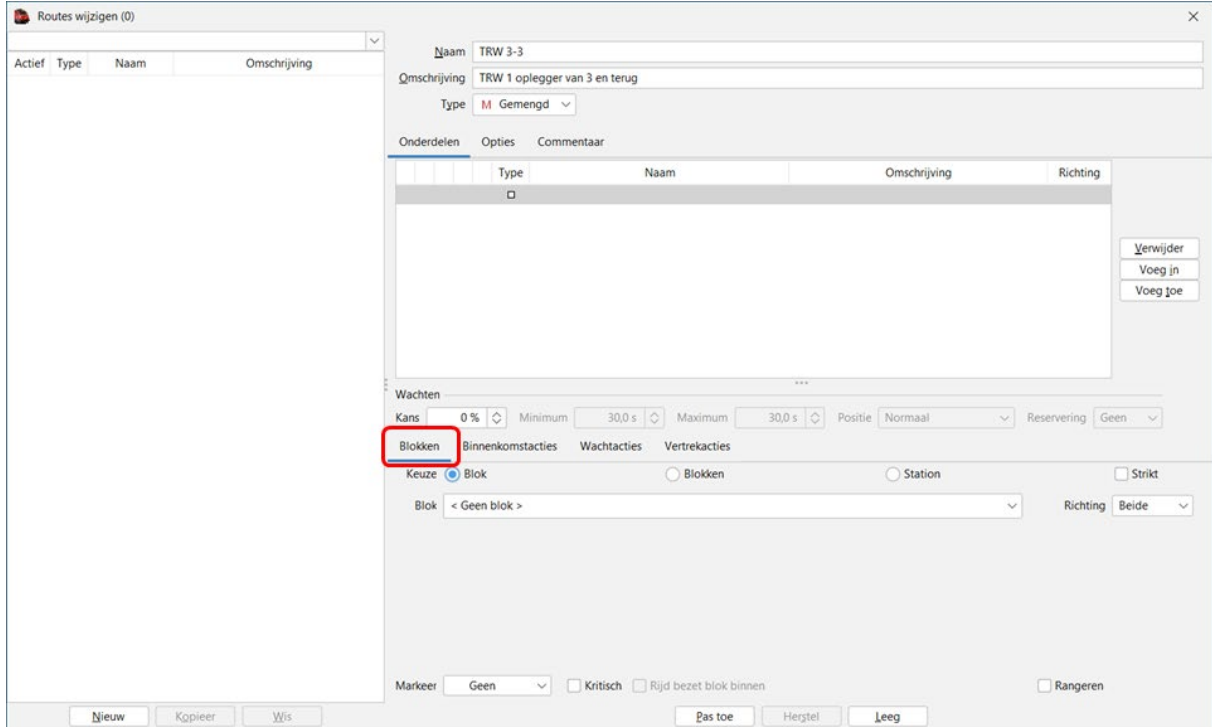 Routes wijzigen (0)
Naam TRW 3-3
Actief Type Naam Omschrijving
Omschrijving TRW 1 oplegger van 3 en terug
Type M Gemengd
Onderdelen Opties Commentaar
Type Naam Omschrijving Richting
Verwijder
Voeg in
Voeg toe
Wachten
Kans 0 % Minimum 30,0 s Maximum 30,0 s Positie Normaal Reservering Geen
Blokken Binnenkomstacties Wachtacties Vertrekacties
Keuze Blok Blokken Station Strikt
Blok < Geen blok > Richting Beide
Markeer Geen Kritisch Rijd bezet blok binnen Rangeren
Nieuw Kopieer Wis Pas toe Herstel Leeg